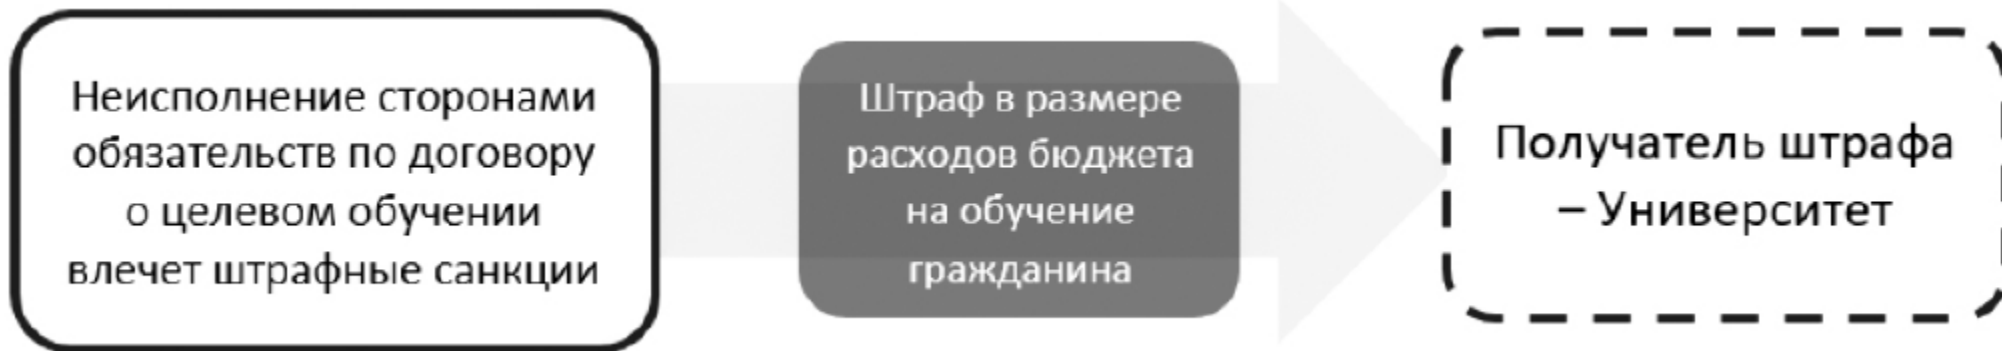 Неисполнение сторонами
обязательств по договору
о целевом обучении
влечет штрафные санкции
Штраф в размере
расходов бюджета
на обучение
гражданина
Получатель штрафа
– Университет